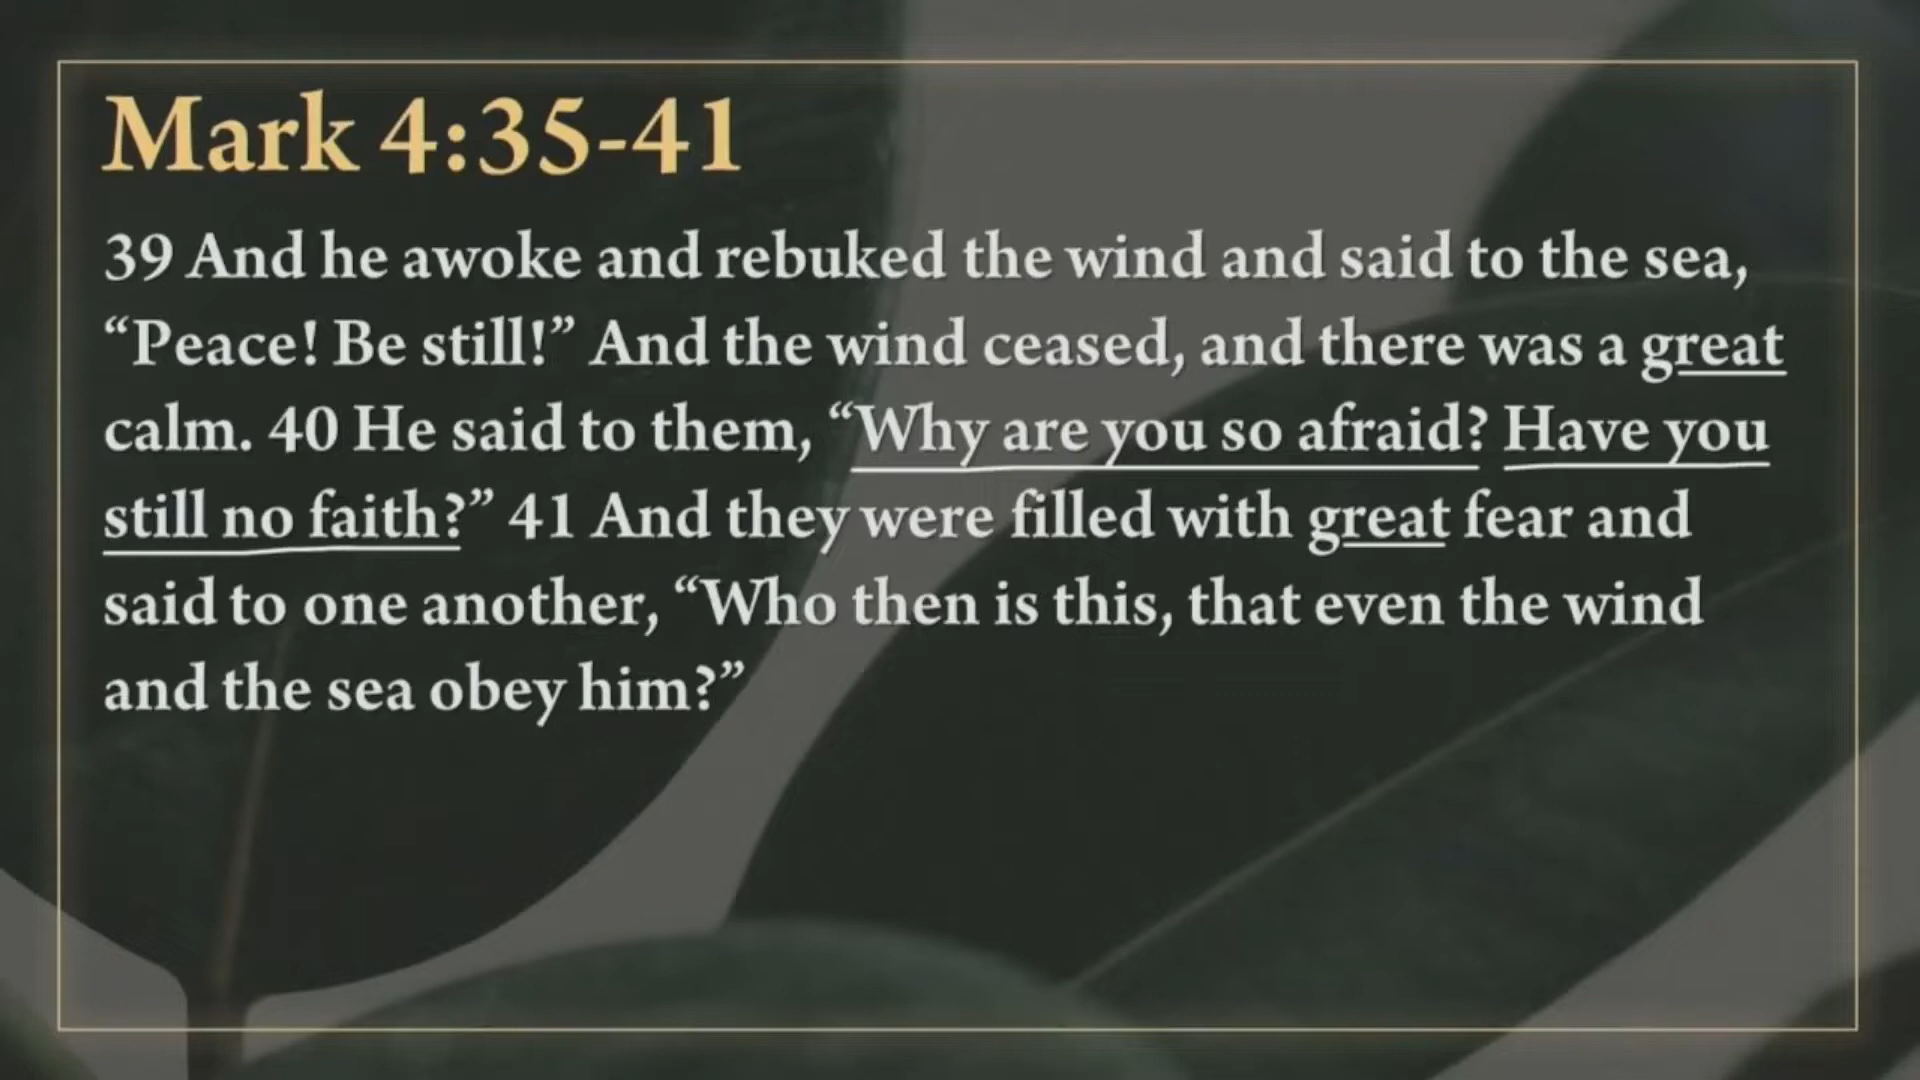 Mark 4:35-41
39 And he awoke and rebuked the wind and said to the sea,
“Peace! Be still!” And the wind ceased, and there was a great
calm. 40 He said to them, “Why are you so afraid? Have you
still no faith?” 41 And they were filled with great fear and
said to one another, “Who then is this, that even the wind
and the sea obey him?”